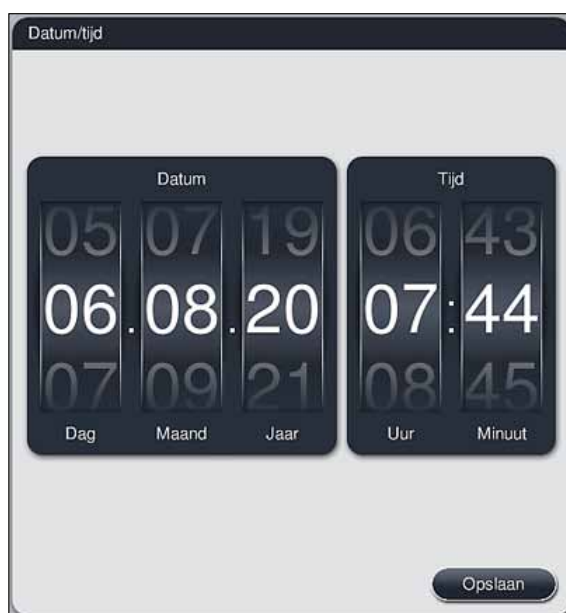 Datum/tijd
Datum Tijd
05 07 19 06 43
06.08.20 07:44
07 09 21 08 45
Dag Maand Jaar Uur Minuut
Opslaan